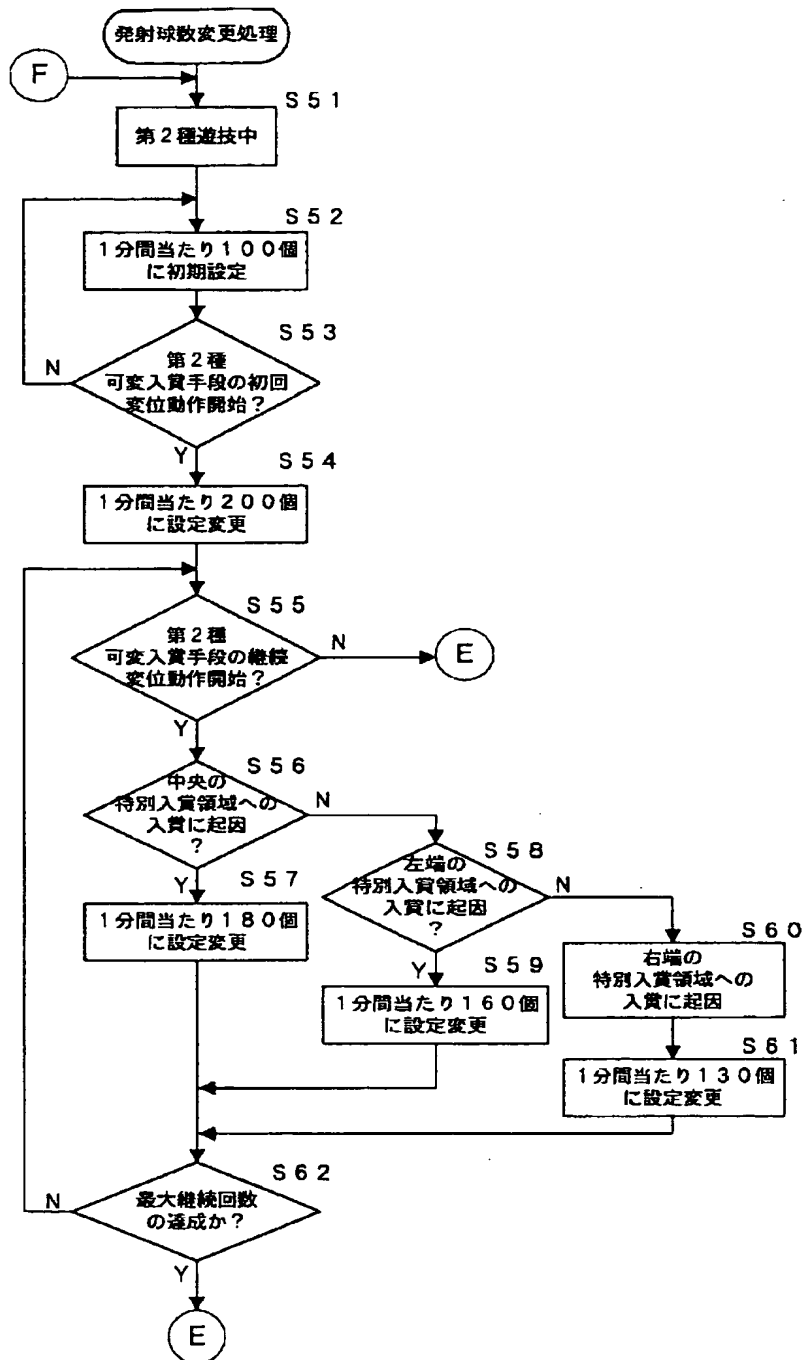 発射球数変更処理
F
S51
第2種遊技中
S52
1分間当たり100個
に初期設定
S53
第2種
可変入賞手段の初回
変位動作開始?
N
Y
S54
1分間当たり200個
に設定変更
S55
第2種
可変入賞手段の継続
変位動作開始?
N
E
Y
S56
中央の
特別入賞領域への
入賞に起因
?
N
Y
S57
1分間当たり180個
に設定変更
S58
左端の
特別入賞領域への
入賞に起因
?
N
Y
S59
1分間当たり160個
に設定変更
S60
右端の
特別入賞領域への
入賞に起因
S61
1分間当たり130個
に設定変更
S62
最大継続回数
の達成か?
N
Y
E